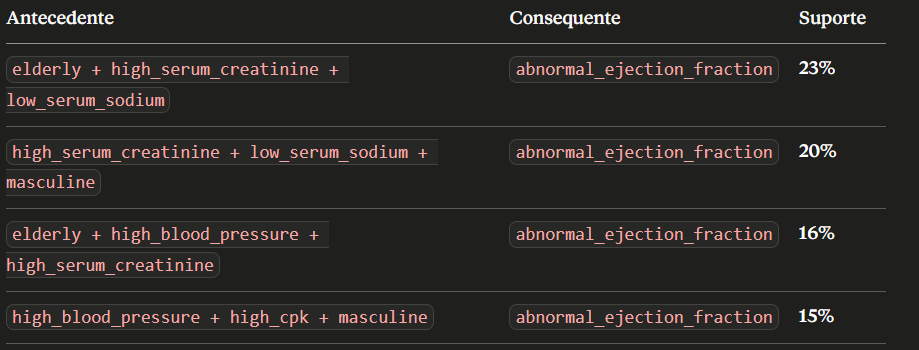 Antecedente Consequente Suporte
elderly + high_serum_creatinine + abnormal_ejection_fraction 23%
low_serum_sodium
high_serum_creatinine + low_serum_sodium + abnormal_ejection_fraction 20%
masculine
elderly + high_blood_pressure + abnormal_ejection_fraction 16%
high_serum_creatinine
high_blood_pressure + high_cpk + masculine abnormal_ejection_fraction 15%